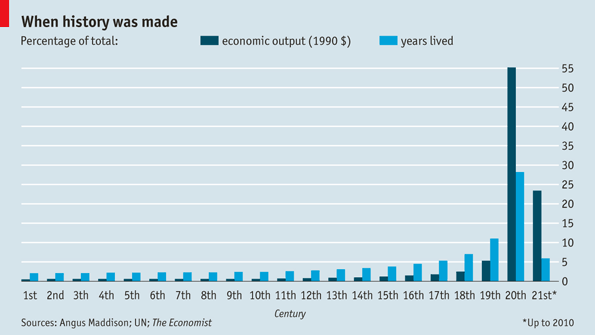 When history was made
Percentage of total: economic output (1990 $) years lived
55
50
45
40
35
30
25
20
15
10
5
0
1st 2nd 3th 4th 5th 6th 7th 8th 9th 10th 11th 12th 13th 14th 15th 16th 17th 18th 19th 20th 21st*
Century
Sources: Angus Maddison; UN; The Economist *Up to 2010